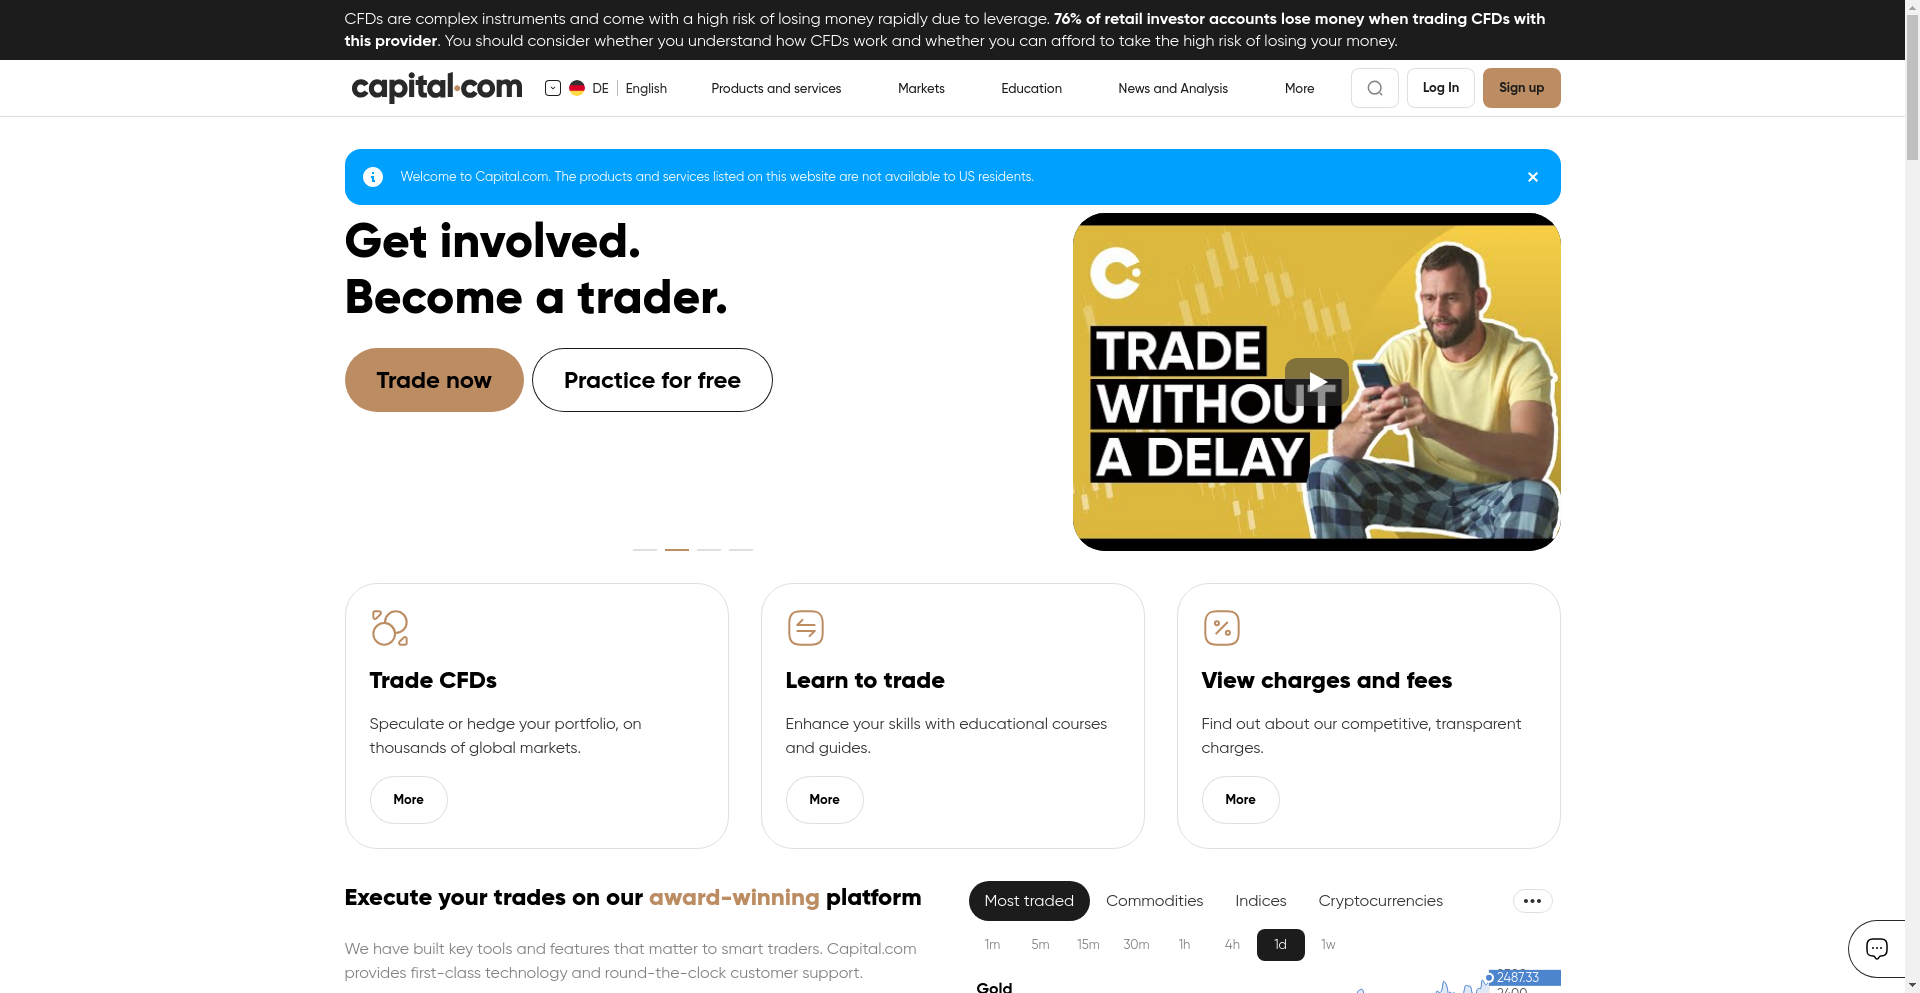 CFDs are complex instruments and come with a high risk of losing money rapidly due to leverage. 76% of retail investor accounts lose money when trading CFDs with
this provider. You should consider whether you understand how CFDs work and whether you can afford to take the high risk of losing your money.
capital.com
DE English
Products and services
Markets
Education
News and Analysis
More
Log In
Sign up
Welcome to Capital.com. The products and services listed on this website are not available to US residents.
Get involved.
Become a trader.
Trade now
Practice for free
TRADE
WITHOUT
A DELAY
Trade CFDs
Speculate or hedge your portfolio, on
thousands of global markets.
More
Learn to trade
Enhance your skills with educational courses
and guides.
More
View charges and fees
Find out about our competitive, transparent
charges.
More
Execute your trades on our award-winning platform
We have built key tools and features that matter to smart traders. Capital.com
provides first-class technology and round-the-clock customer support.
Most traded
Commodities
Indices
Cryptocurrencies
1m 5m 15m 30m 1h 4h 1d 1w
Gold
2487.33